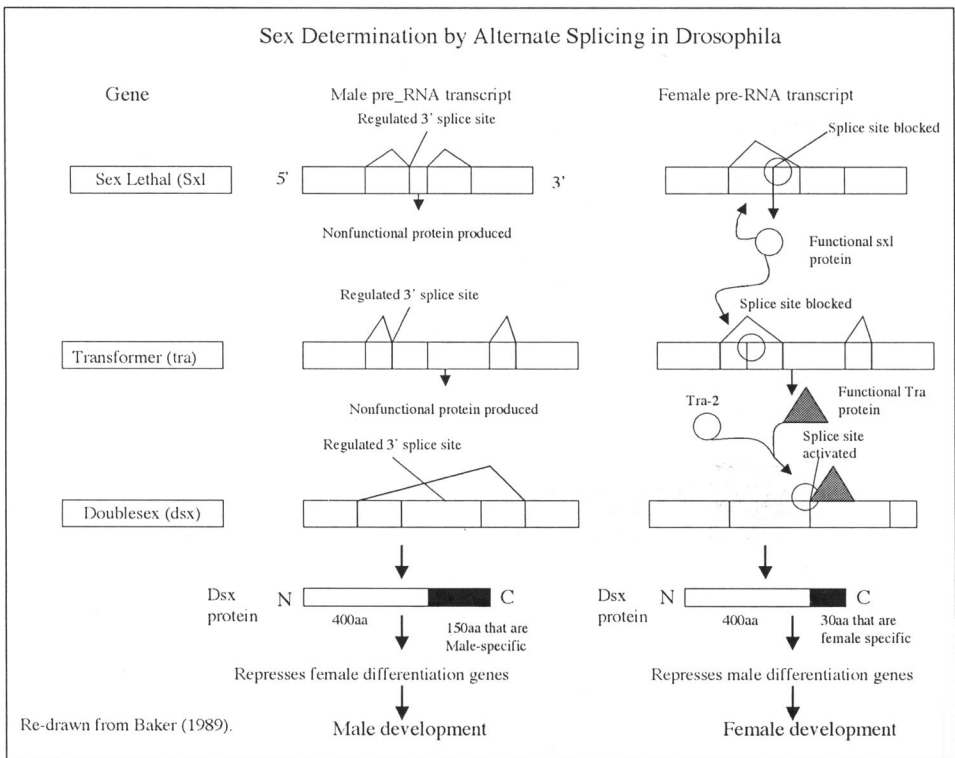 Sex Determination by Alternate Splicing in Drosophila
Gene
Male pre_RNA transcript
Female pre-RNA transcript
Regulated 3' splice site
Splice site blocked
Sex Lethal (Sxl
5'
3'
Nonfunctional protein produced
Functional sxl
protein
Regulated 3' splice site
Splice site blocked
Transformer (tra)
Nonfunctional protein produced
Tra-2
Functional Tra
protein
Regulated 3' splice site
Splice site
activated
Doublesex (dsx)
Dsx
protein
N
C
400aa
150aa that are
Male-specific
Dsx
protein
N
C
400aa
30aa that are
female specific
Represses female differentiation genes
Represses male differentiation genes
Re-drawn from Baker (1989).
Male development
Female development